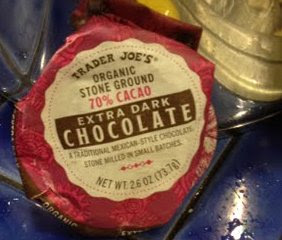 TRADER JOE'S®
ORGANIC
STONE GROUND
70% CACAO
EXTRA DARK
CHOCOLATE
A TRADITIONAL MEXICAN-STYLE CHOCOLATE
STONE MILLED IN SMALL BATCHES.
NET WT. 2.6 OZ (73.7g)
ORGANIC